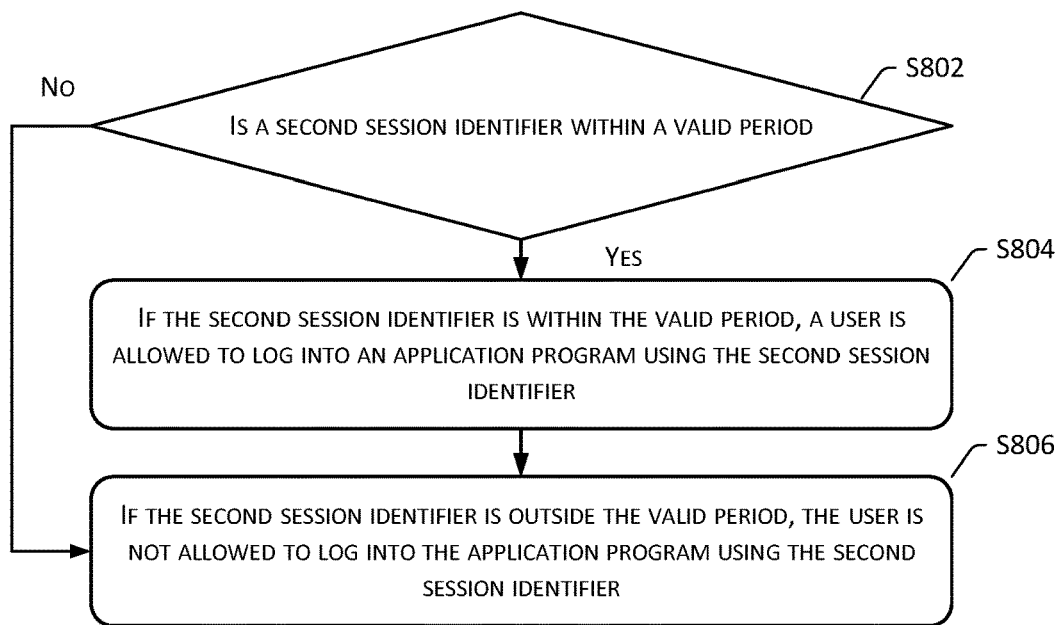 No
S802
Is a second session identifier within a valid period
Yes
S804
If the second session identifier is within the valid period, a user is
allowed to log into an application program using the second session
identifier
S806
If the second session identifier is outside the valid period, the user is
not allowed to log into the application program using the second
session identifier